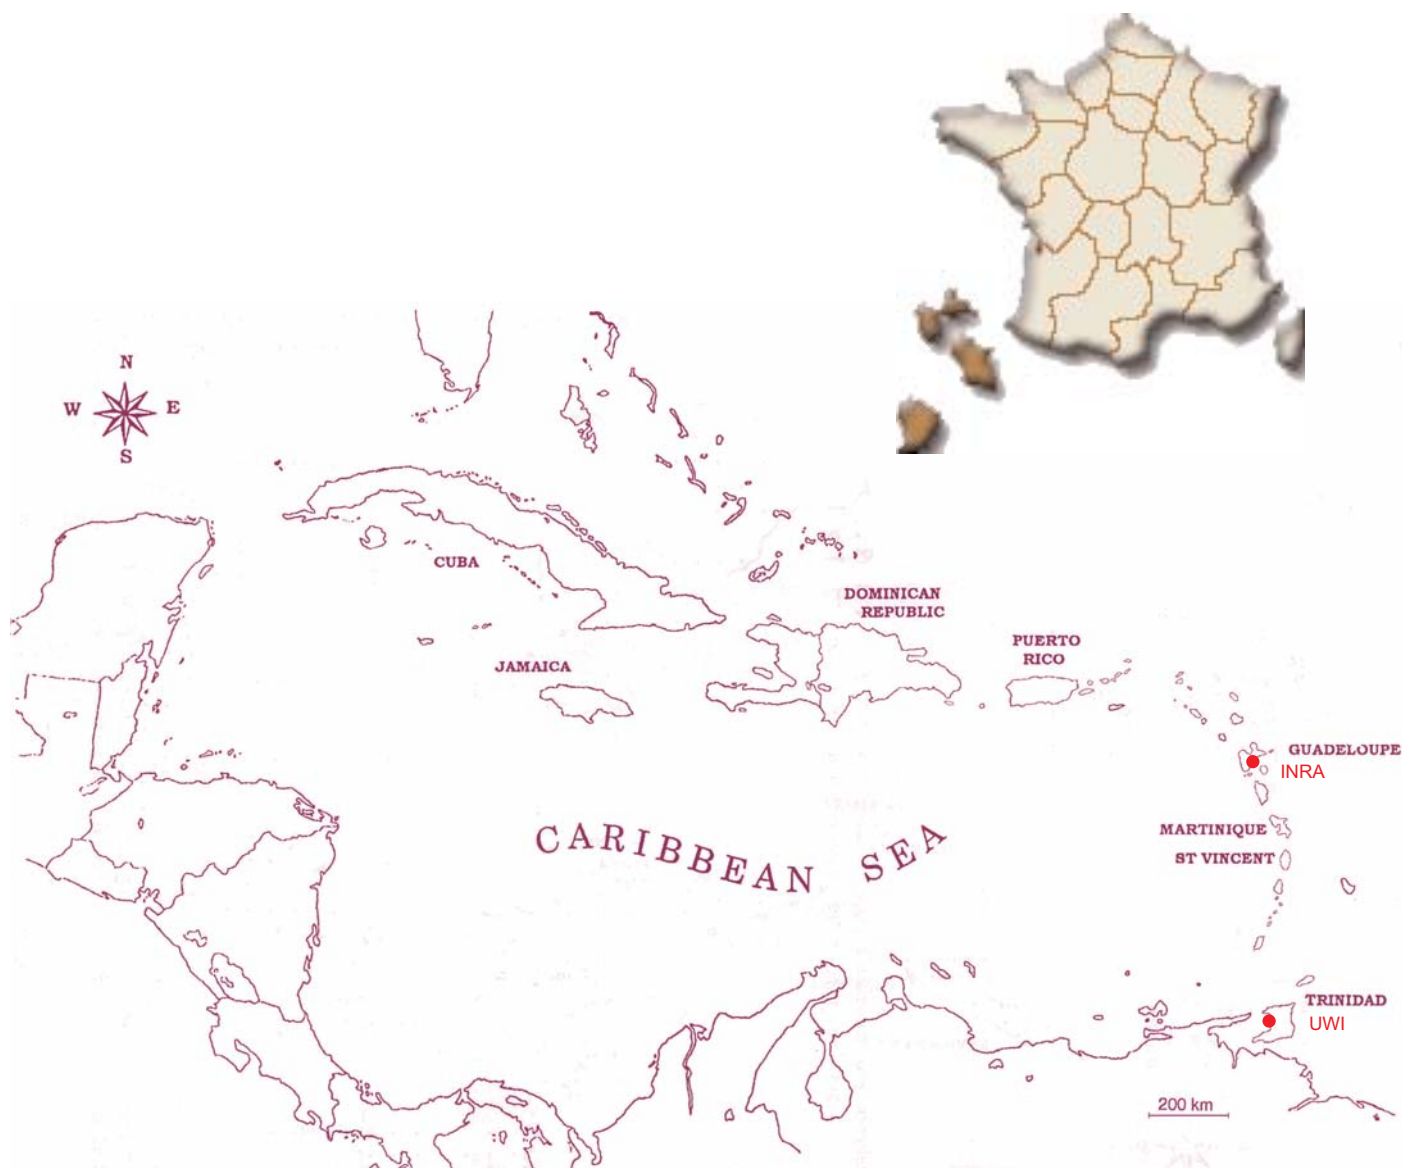 N
W E
S
CUBA
DOMINICAN
REPUBLIC
PUERTO
RICO
JAMAICA
GUADELOUPE
INRA
CARIBBEAN SEA
MARTINIQUE
ST VINCENT
TRINIDAD
UWI
200 km